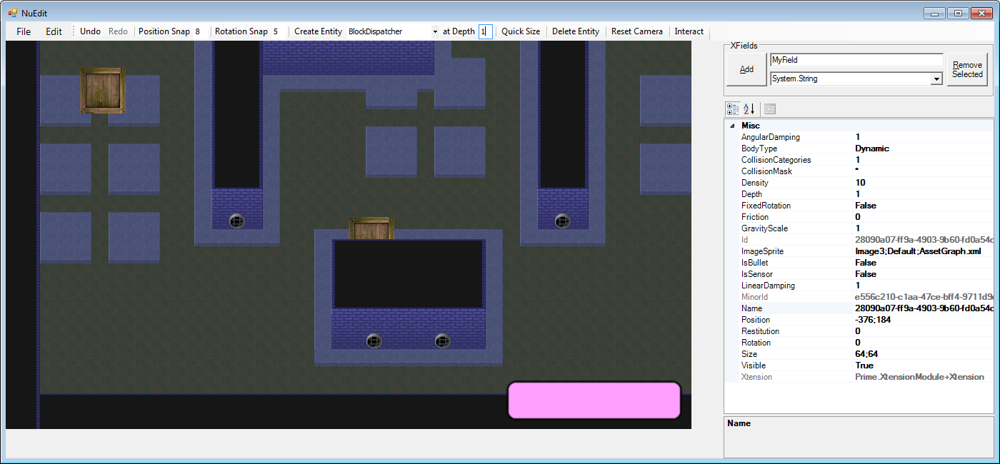 NuEdit
File Edit Undo Redo Position Snap 8 Rotation Snap 5 Create Entity BlockDispatcher at Depth 1 Quick Size Delete Entity Reset Camera Interact
XFields
Add MyField Remove Selected
System.String
Misc
AngularDamping 1
BodyType Dynamic
CollisionCategories 1
CollisionMask *
Density 10
Depth 1
FixedRotation False
Friction 0
GravityScale 1
Id 28090a07-ff9a-4903-9b60-fd0a54c
ImageSprite Image3;Default;AssetGraph.xml
IsBullet False
IsSensor False
LinearDamping 1
MinorId e556c210-c1aa-47ce-bff4-9711d9
Name 28090a07-ff9a-4903-9b60-fd0a54c
Position -376;184
Restitution 0
Rotation 0
Size 64;64
Visible True
Xtension Prime.XtensionModule+Xtension
Name